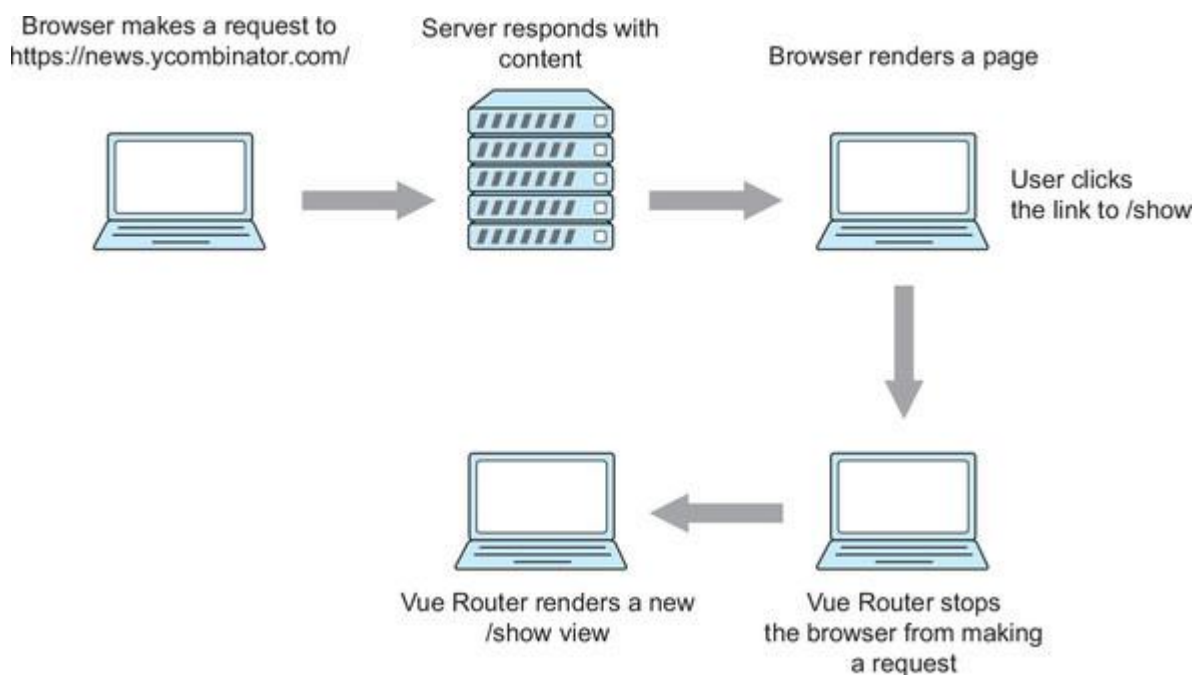 Browser makes a request to
https://news.ycombinator.com/
Server responds with
content
Browser renders a page
User clicks
the link to /show
Vue Router renders a new
/show view
Vue Router stops
the browser from making
a request